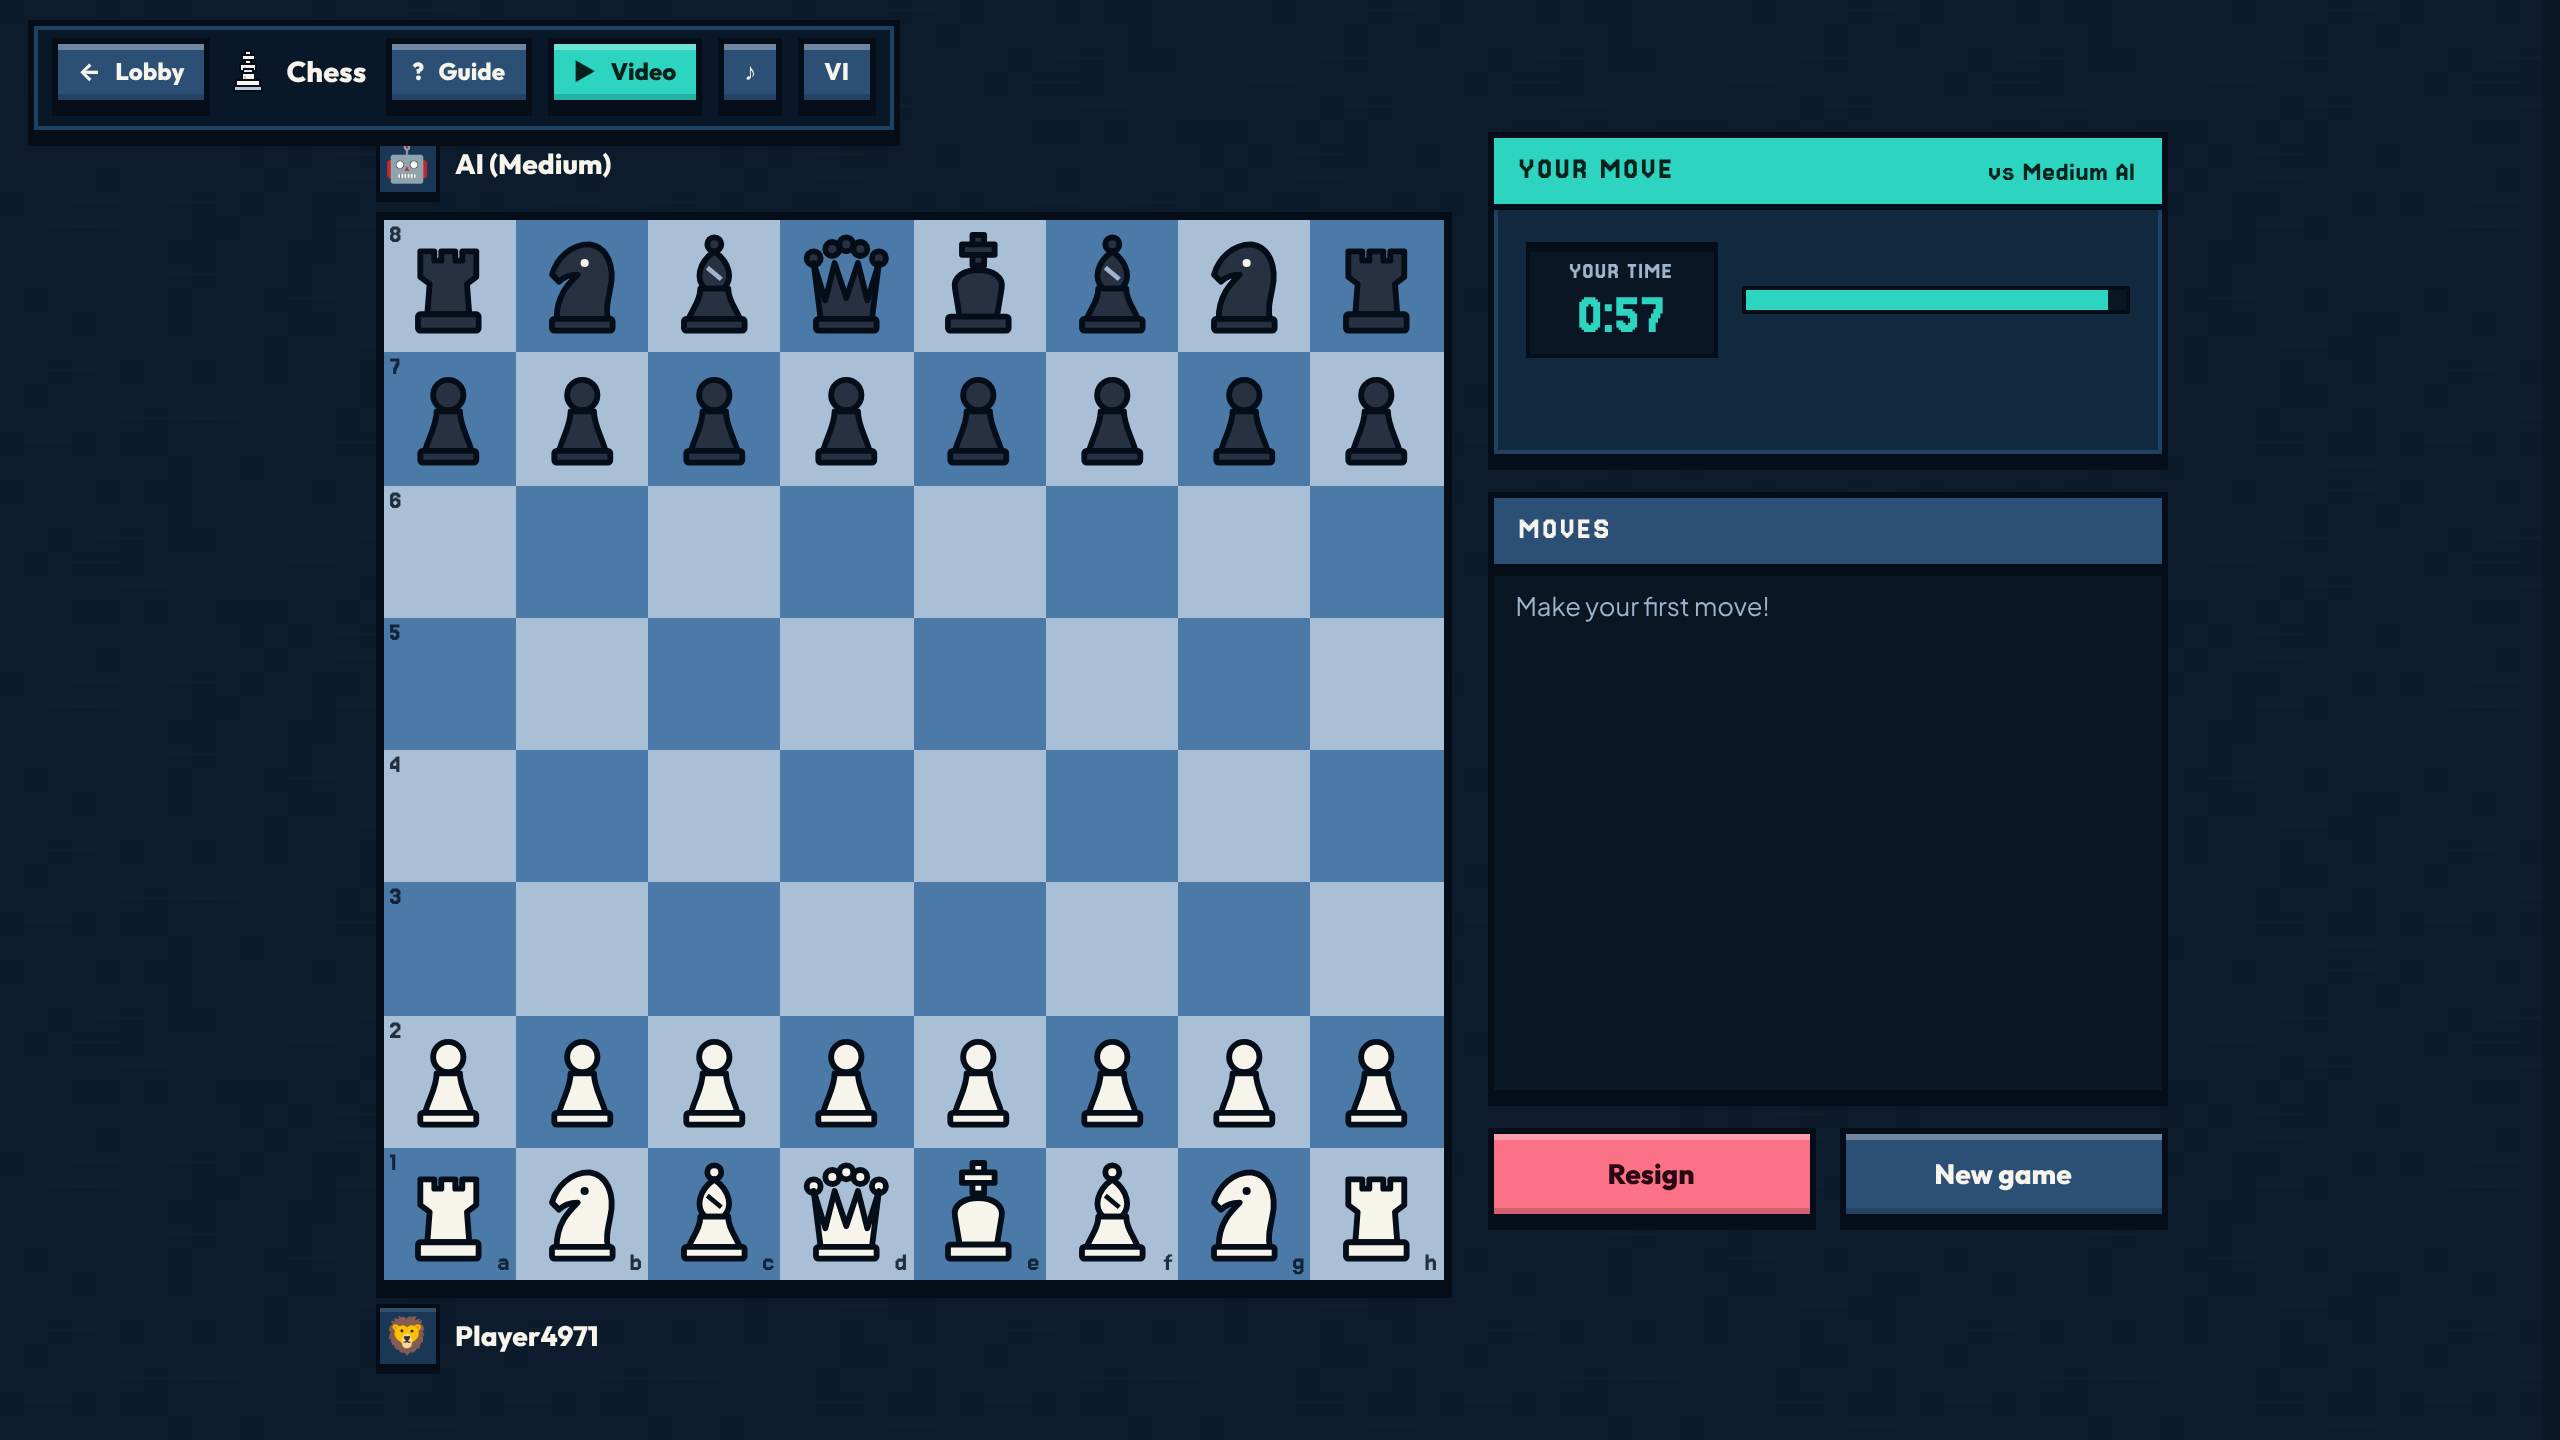 ← Lobby
Chess
? Guide
▶ Video
♪
VI
AI (Medium)
YOUR MOVE
vs Medium AI
YOUR TIME
0:57
MOVES
Make your first move!
8
7
6
5
4
3
2
1
a b c d e f g h
Resign
New game
Player4971